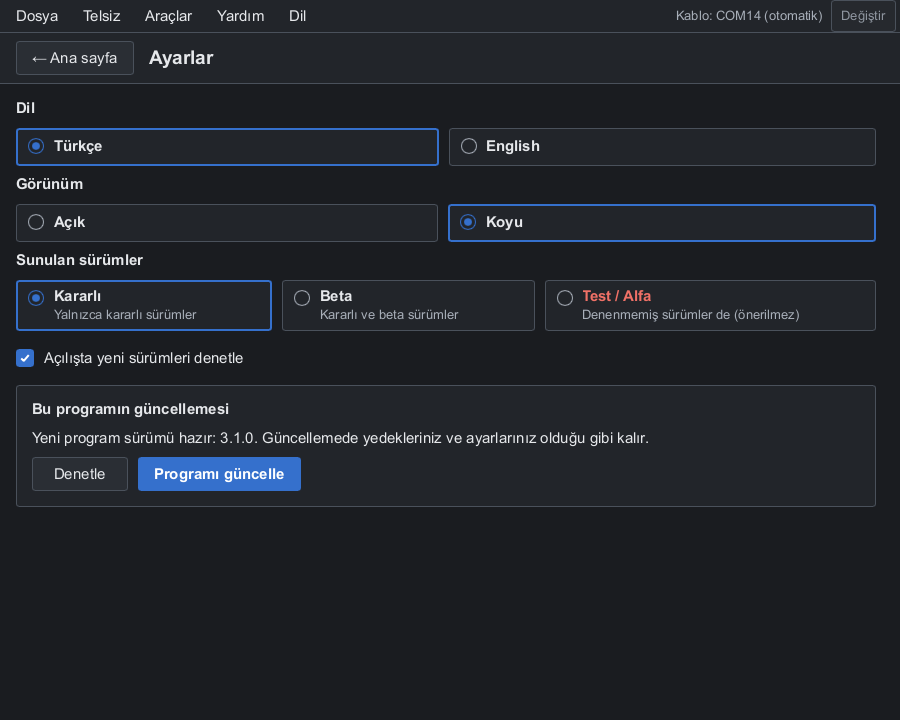 Dosya Telsiz Araçlar Yardım Dil Kablo: COM14 (otomatik) Değiştir
← Ana sayfa Ayarlar
Dil
Türkçe English
Görünüm
Açık Koyu
Sunulan sürümler
Kararlı Beta Test / Alfa
Yalnızca kararlı sürümler Kararlı ve beta sürümler Denenmemiş sürümler de (önerilmez)
Açılışta yeni sürümleri denetle
Bu programın güncellemesi
Yeni program sürümü hazır: 3.1.0. Güncellemede yedekleriniz ve ayarlarınız olduğu gibi kalır.
Denetle Programı güncelle